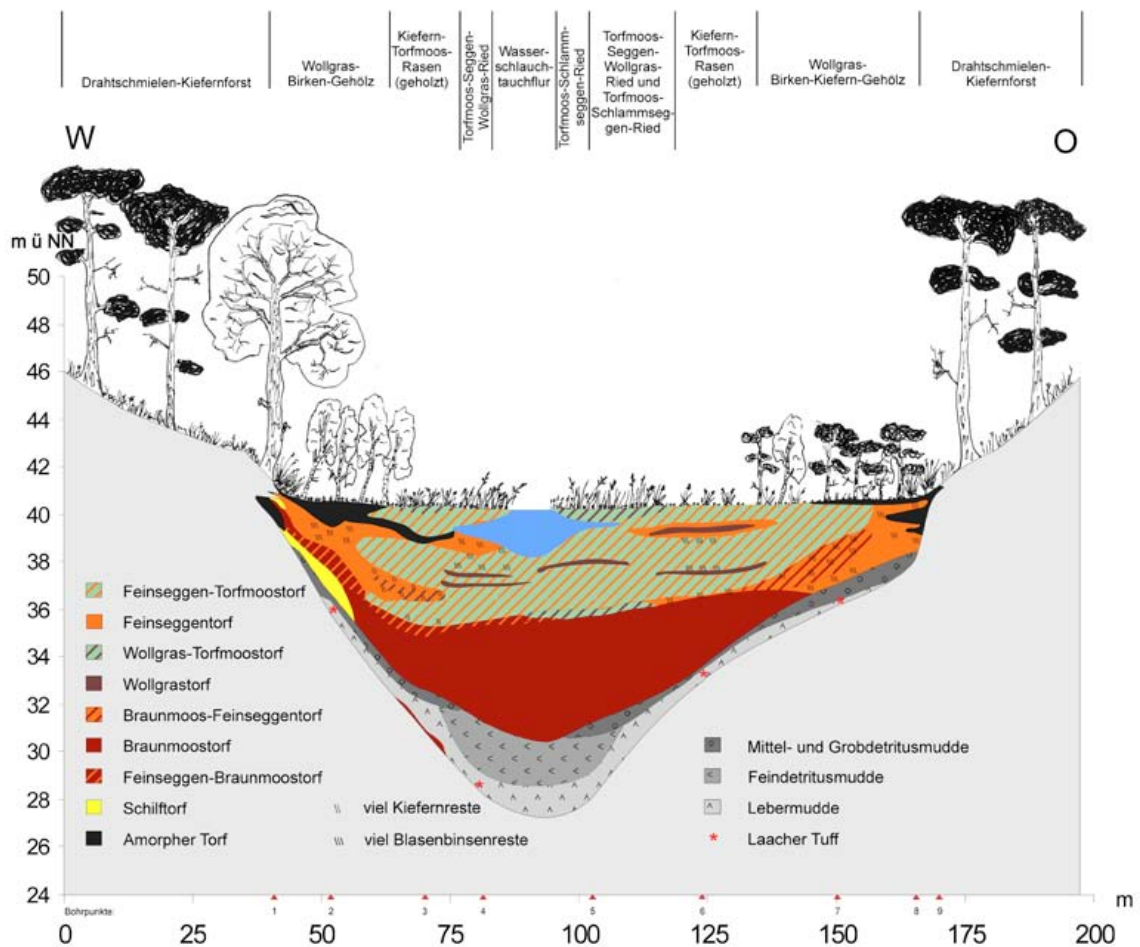 Drahtschmielen-Kiefernforst
Wollgras-
Birken-Gehölz
Kiefern-
Torfmoos-
Rasen
(geholzt)
Torfmoos-Seggen-
Wollgras-Ried
Wasser-
schlauch-
tauchflur
Torfmoos-Schlamm-
seggen-Ried
Torfmoos-
Seggen-
Wollgras-
Ried und
Torfmoos-
Schlammseg-
gen-Ried
Kiefern-
Torfmoos-
Rasen
(geholzt)
Wollgras-
Birken-Kiefern-Gehölz
Drahtschmielen-
Kiefernforst
W
O
m ü NN
50
48
46
44
42
40
38
36
34
32
30
28
26
24
Feinseggen-Torfmoostorf
Feinseggentorf
Wollgras-Torfmoostorf
Wollgrastorf
Braunmoos-Feinseggentorf
Braunmoostorf
Feinseggen-Braunmoostorf
Schilftorf
Amorpher Torf
viel Kiefernreste
viel Blasenbinsenreste
Mittel- und Grobdetritusmudde
Feindetritusmudde
Lebermudde
Laacher Tuff
Bohrpunkte:
1 2 3 4 5 6 7 8 9
m
0 25 50 75 100 125 150 175 200